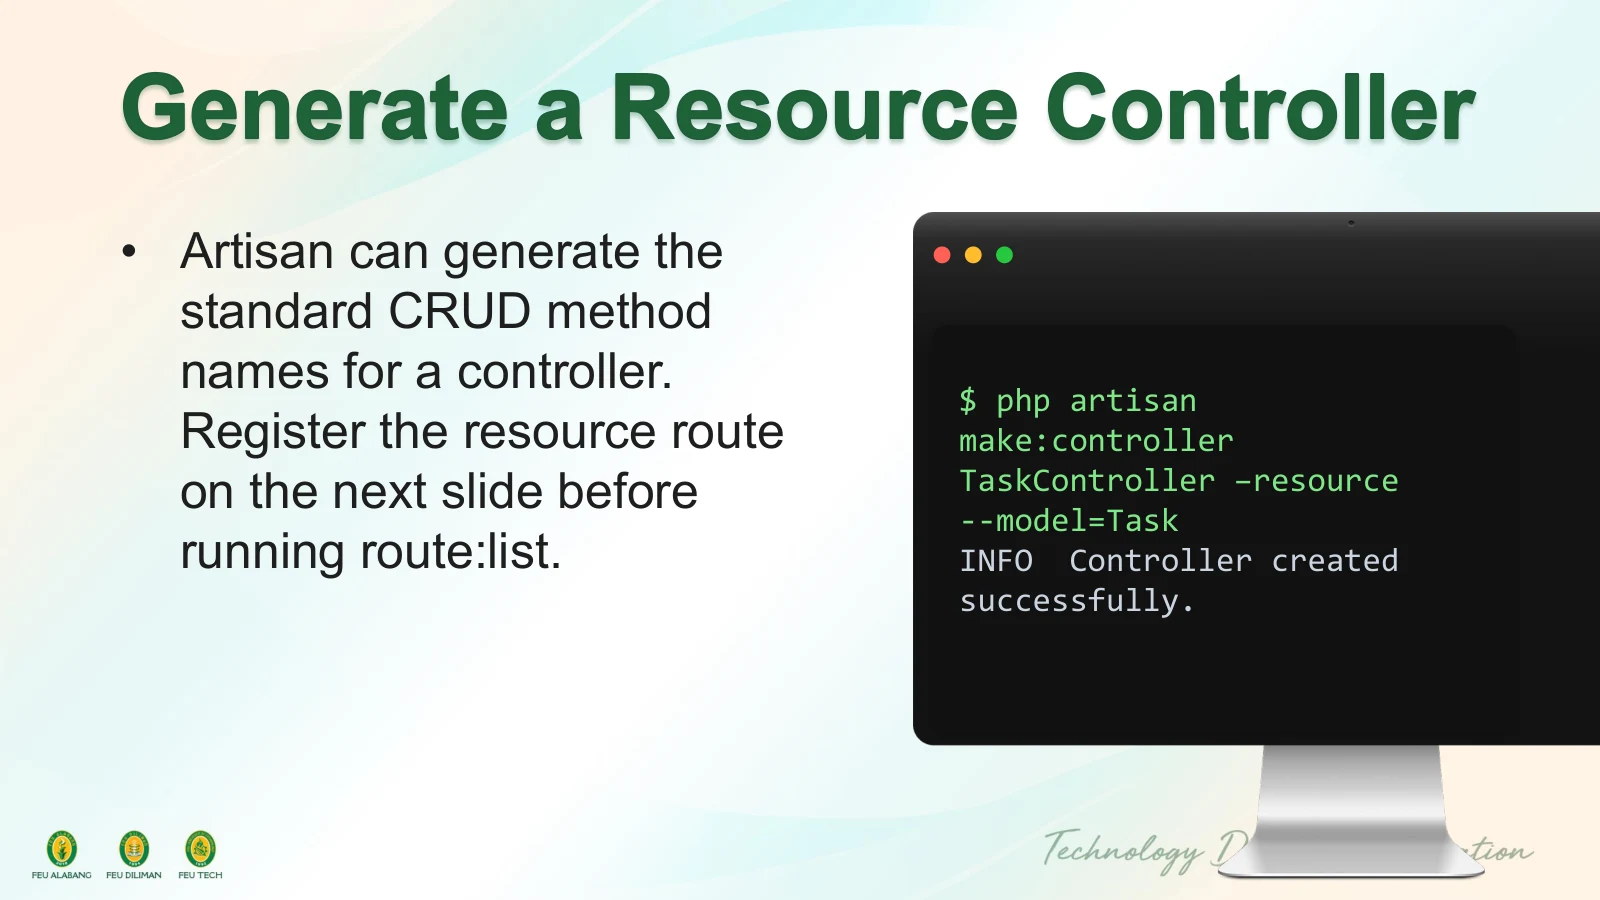 Generate a Resource Controller
• Artisan can generate the
standard CRUD method
names for a controller.
Register the resource route
on the next slide before
running route:list.
$ php artisan
make:controller
TaskController –resource
--model=Task
INFO  Controller created
successfully.
FEU ALABANG
FEU DILIMAN
FEU TECH
Technology